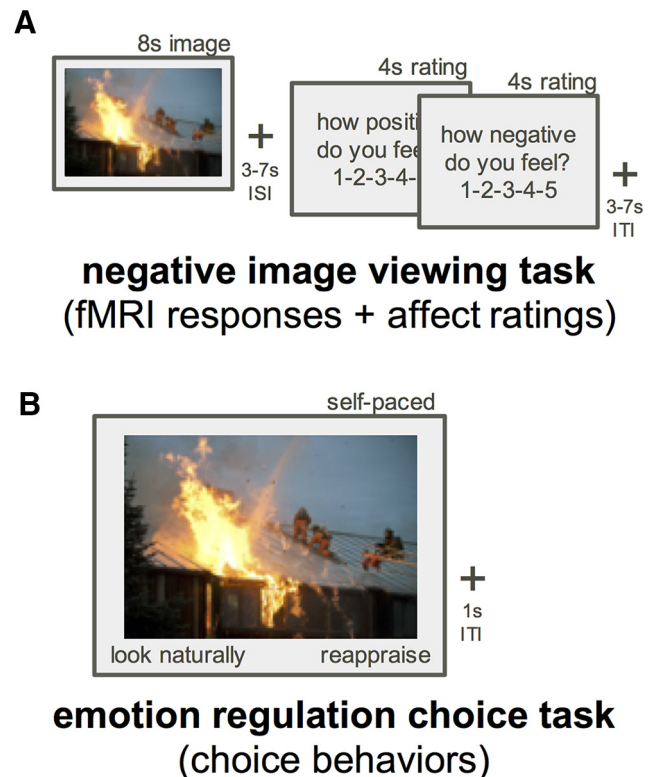 A
8s image
+
3-7s
ISI
4s rating
how positi
do you fee
1-2-3-4-
4s rating
how negative
do you feel?
1-2-3-4-5
+
3-7s
ITI
negative image viewing task
(fMRI responses + affect ratings)
B
self-paced
look naturally
reappraise
+
1s
ITI
emotion regulation choice task
(choice behaviors)